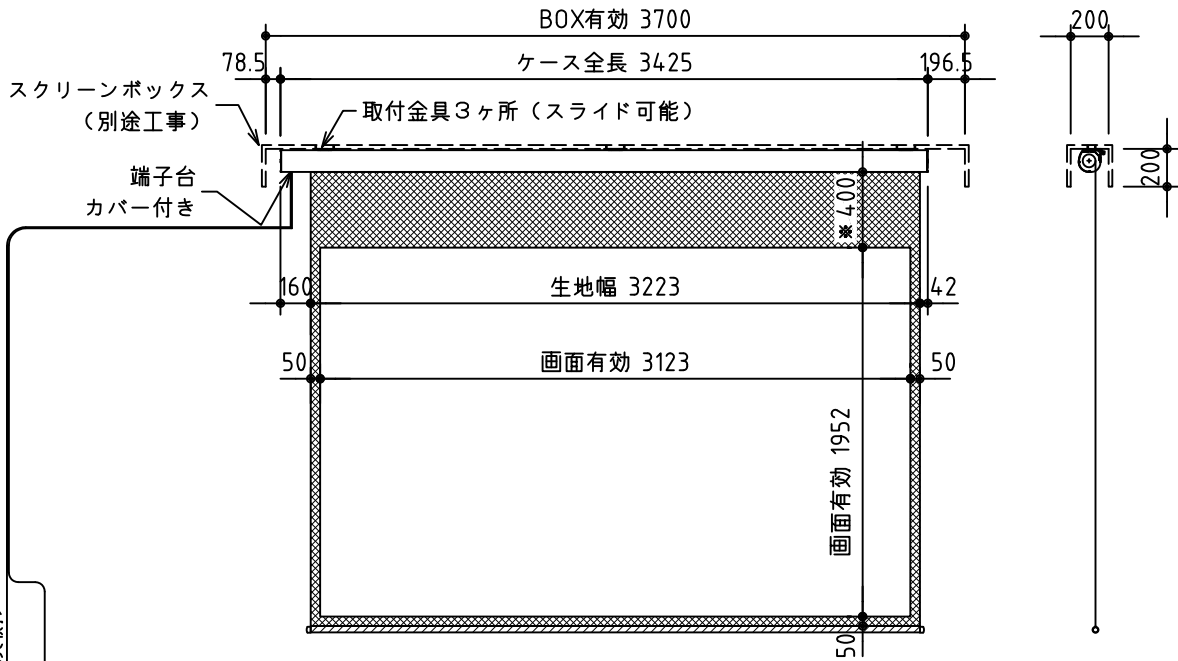 BOX有効 3700
200
78.5
ケース全長 3425
196.5
スクリーンボックス
（別途工事）
取付金具３ヶ所（スライド可能）
200
端子台
カバー付き
※ 400
160
生地幅 3223
42
50
画面有効 3123
50
画面有効 1952
50